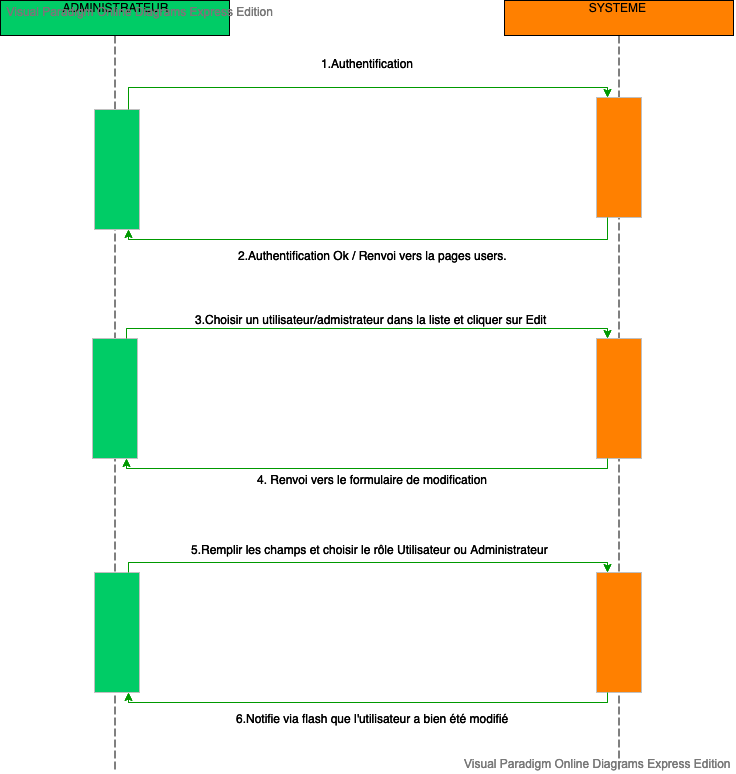 ADMINISTRATEUR
Visual Paradigm Online Diagrams Express Edition
SYSTEME
1.Authentification
2.Authentification Ok / Renvoi vers la pages users.
3.Choisir un utilisateur/admistrateur dans la liste et cliquer sur Edit
4. Renvoi vers le formulaire de modification
5.Remplir les champs et choisir le rôle Utilisateur ou Administrateur
6.Notifie via flash que l'utilisateur a bien été modifié
Visual Paradigm Online Diagrams Express Edition